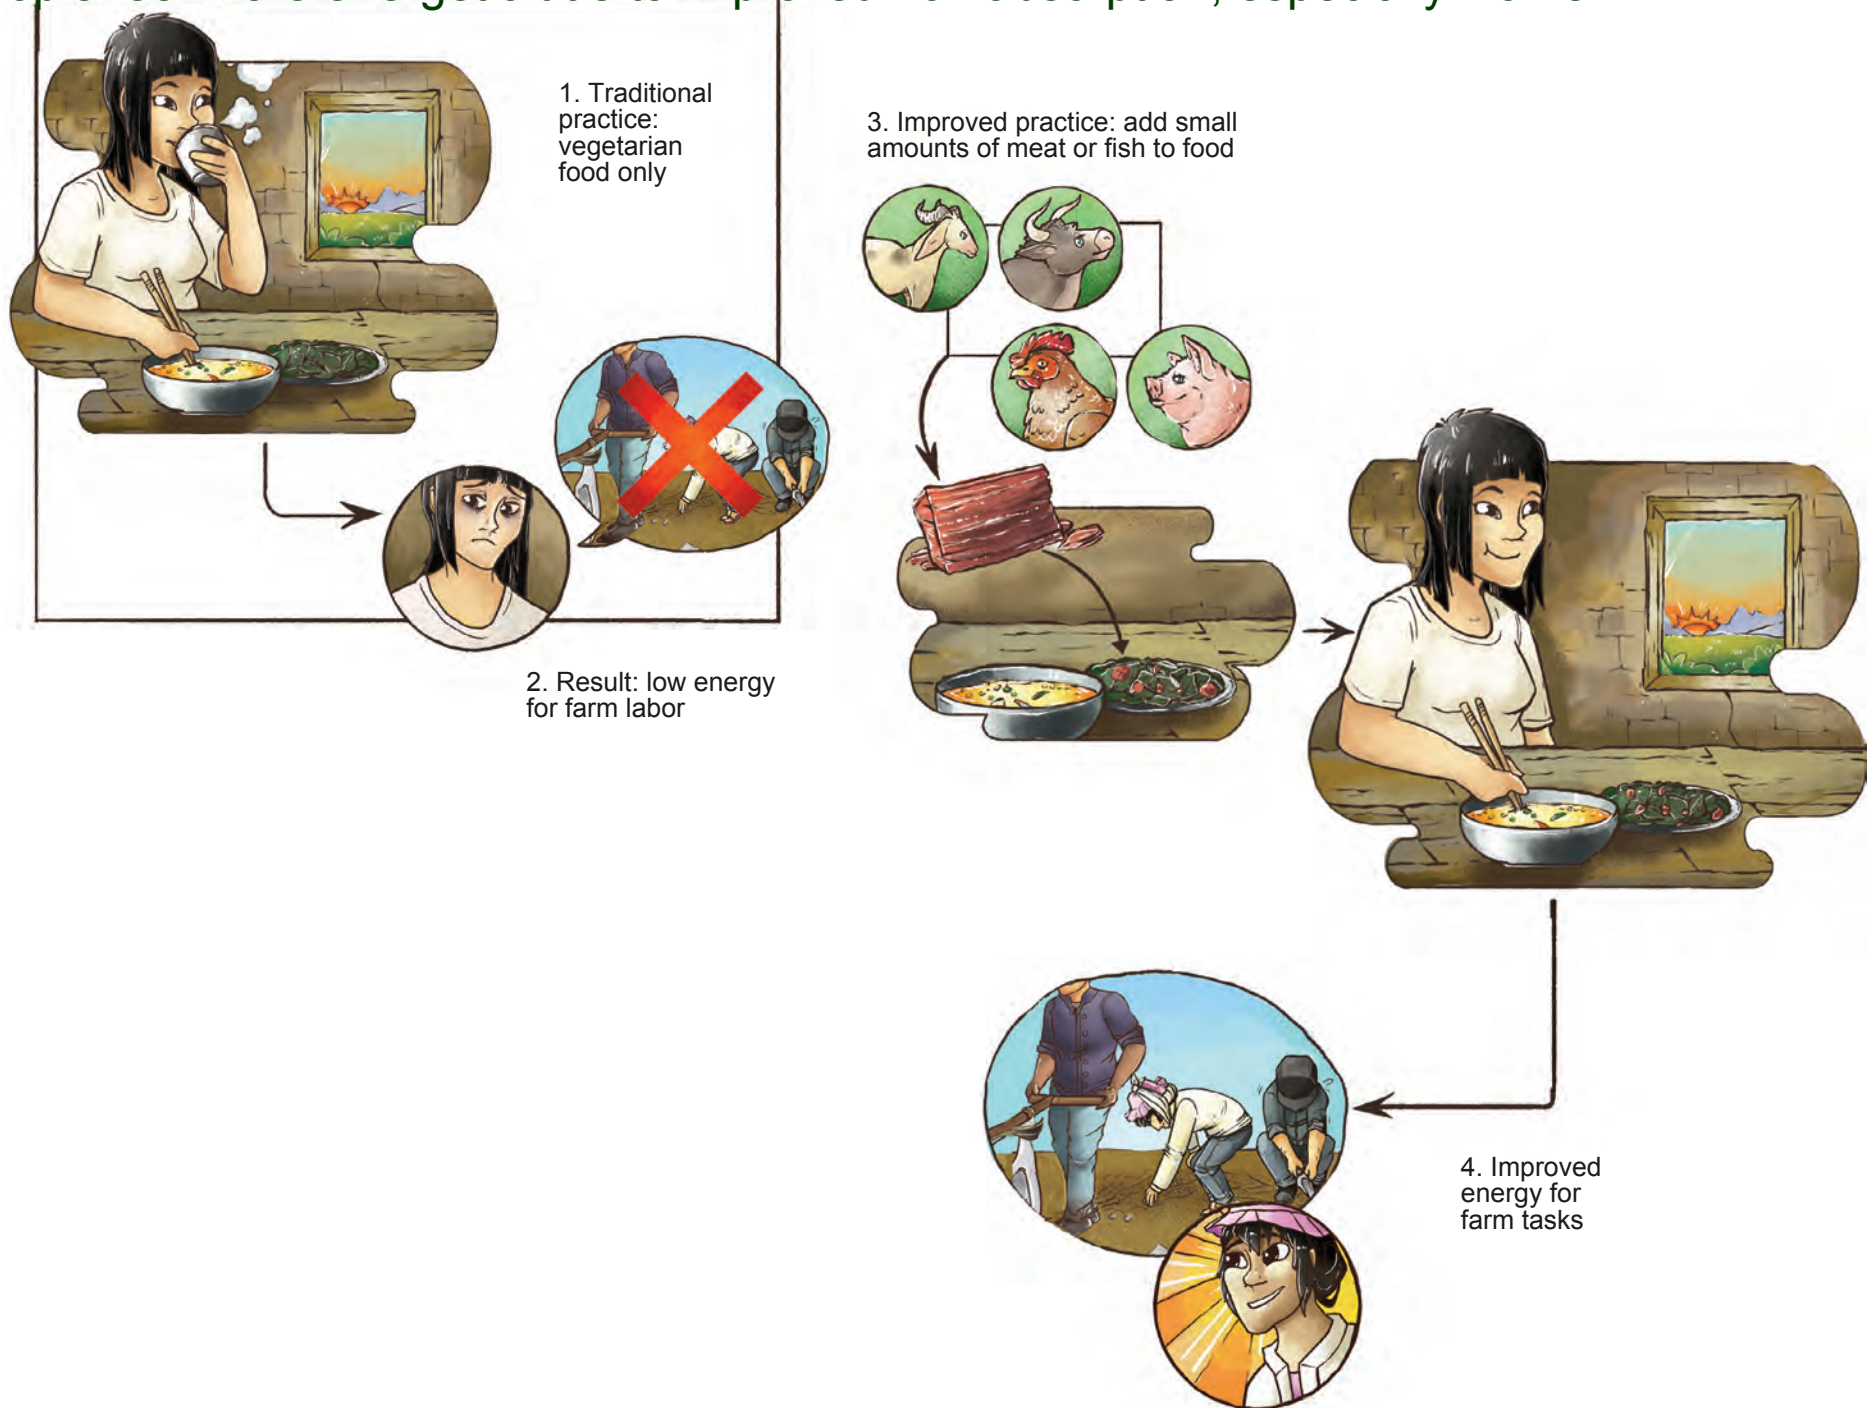 1. Traditional
practice:
vegetarian
food only
3. Improved practice: add small
amounts of meat or fish to food
2. Result: low energy
for farm labor
4. Improved
energy for
farm tasks